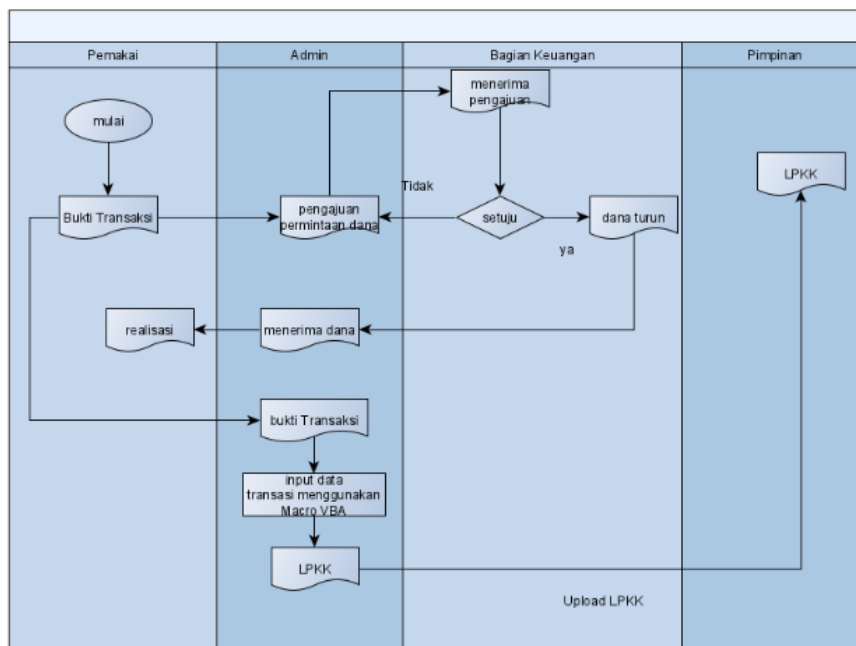 Pemakai
Admin
Bagian Keuangan
Pimpinan
mulai
menerima
pengajuan
LPKK
Tidak
Bukti Transaksi
pengajuan
permintaan dana
setuju
dana turun
ya
realisasi
menerima dana
bukti Transaksi
input data
transasi menggunakan
Macro VBA
LPKK
Upload LPKK